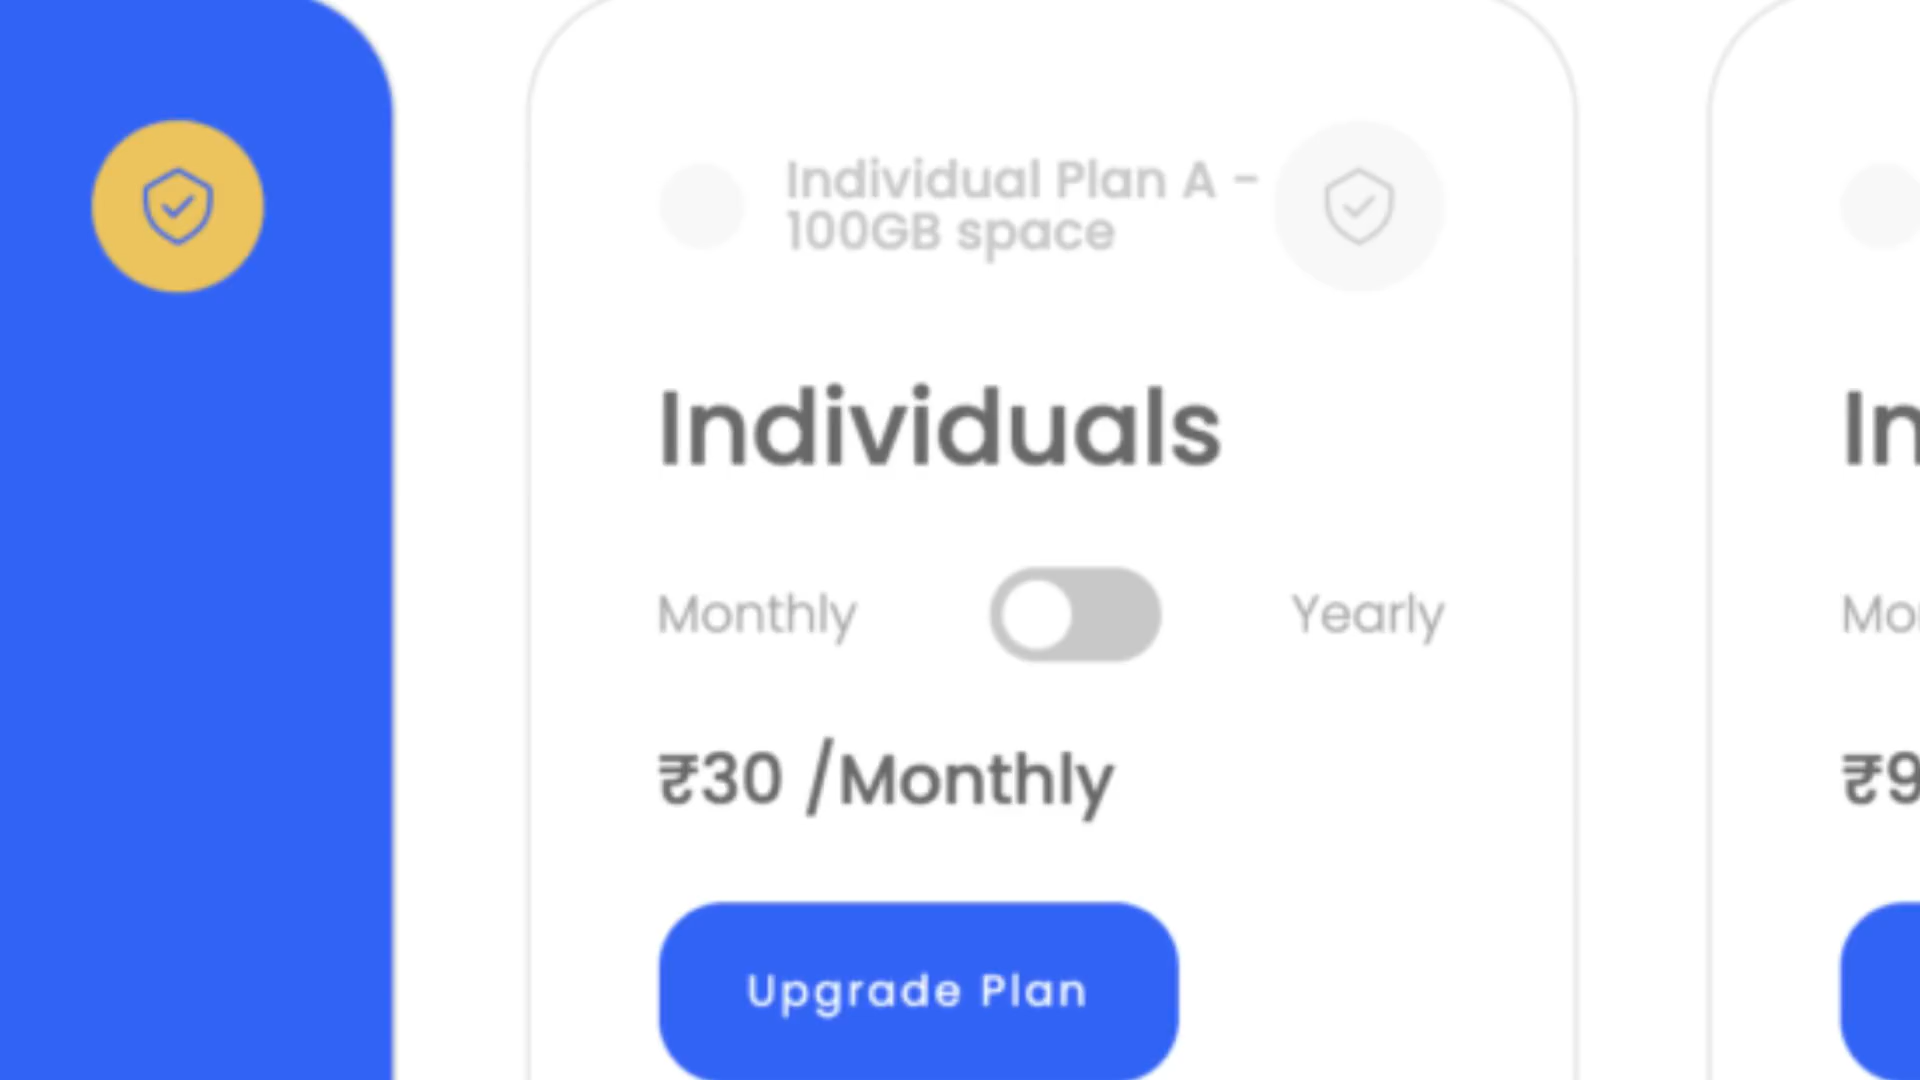 Individual Plan A -
100GB space
Individuals
Monthly
Yearly
₹30 /Monthly
Upgrade Plan